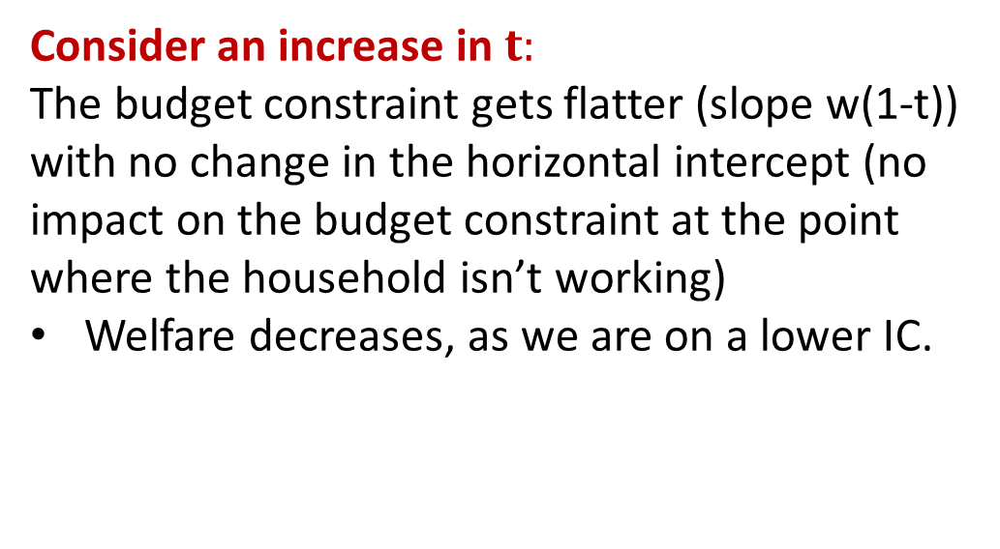 Consider an increase in t:
The budget constraint gets flatter (slope w(1-t))
with no change in the horizontal intercept (no
impact on the budget constraint at the point
where the household isn’t working)
• Welfare decreases, as we are on a lower IC.